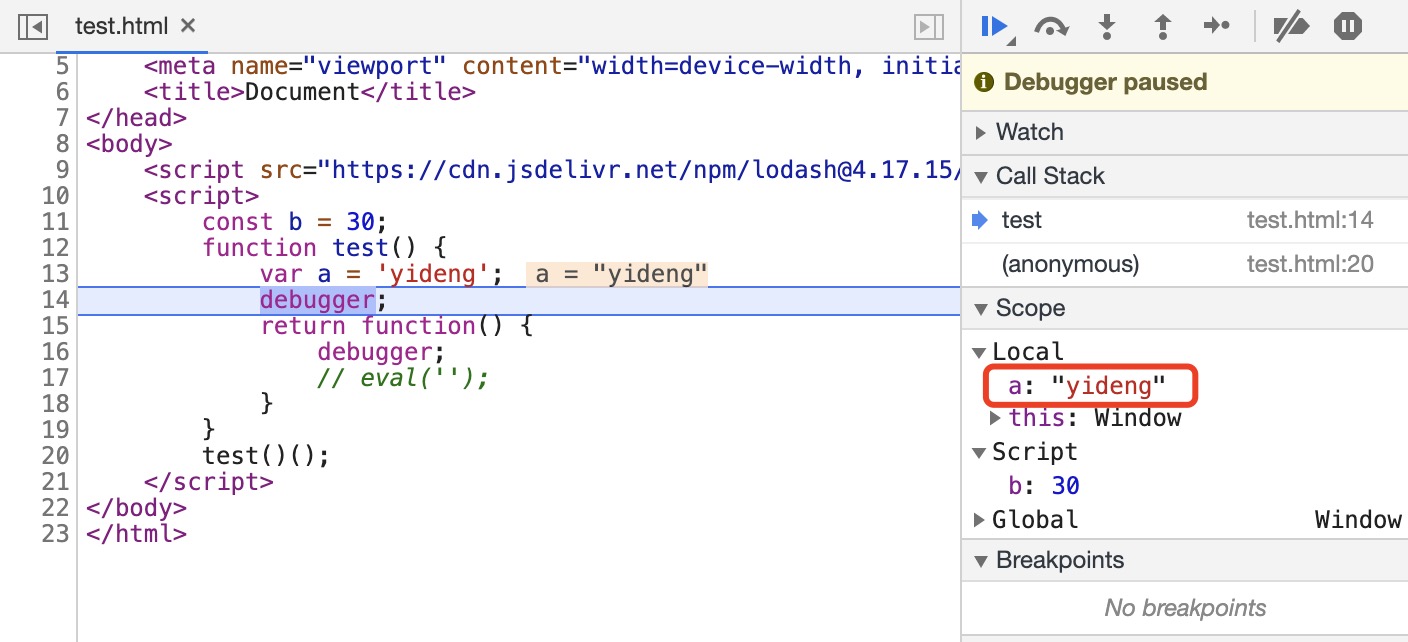 test.html ×
5 <meta name="viewport" content="width=device-width, initia
6 <title>Document</title>
7 </head>
8 <body>
9 <script src="https://cdn.jsdelivr.net/npm/lodash@4.17.15/
10 <script>
11 const b = 30;
12 function test() {
13 var a = 'yideng'; a = "yideng"
14 debugger;
15 return function() {
16 debugger;
17 // eval('');
18 }
19 }
20 test()();
21 </script>
22 </body>
23 </html>
Debugger paused
Watch
Call Stack
test test.html:14
(anonymous) test.html:20
Scope
Local
a: "yideng"
this: Window
Script
b: 30
Global Window
Breakpoints
No breakpoints